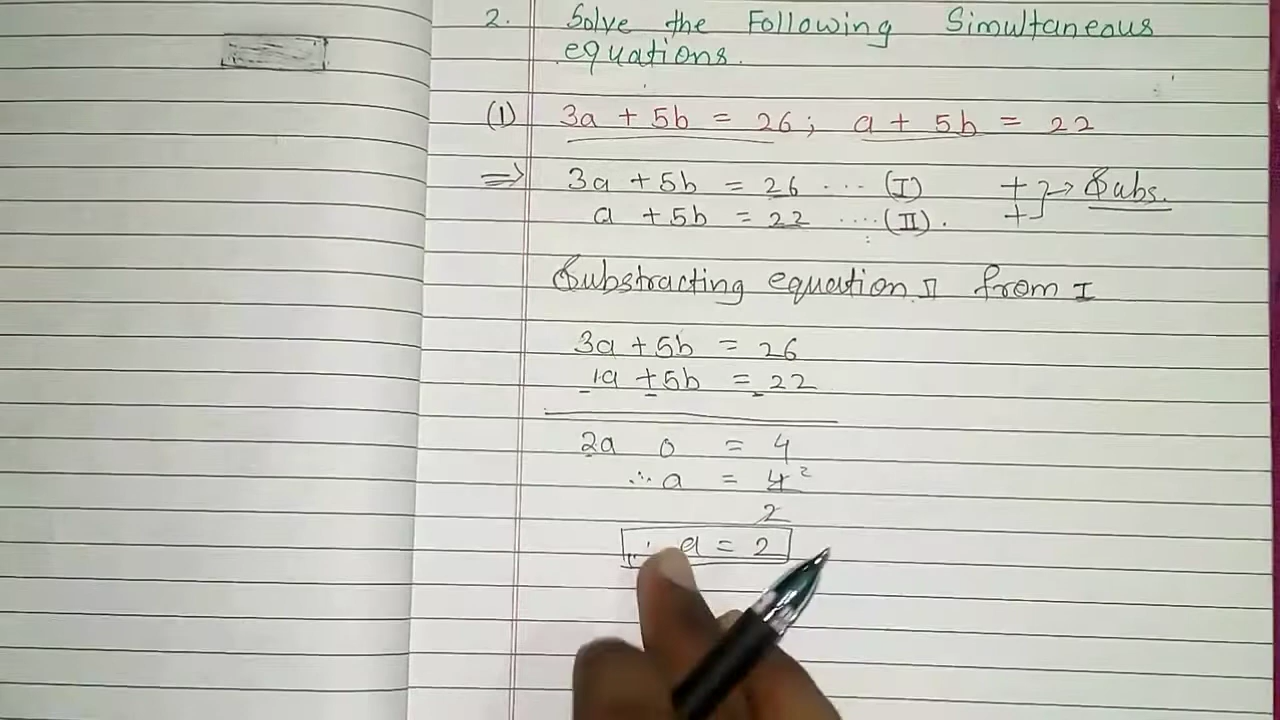 2. Solve the Following Simultaneous
equations.
(1) 3a + 5b = 26; a + 5b = 22
⇒ 3a + 5b = 26 ... (I) + → Subs.
a + 5b = 22 ....(II). +
Substracting equation II from I
3a + 5b = 26
1a + 5b = 22
- - -
2a 0 = 4
∴ a = 4 2
2
∴ a = 2